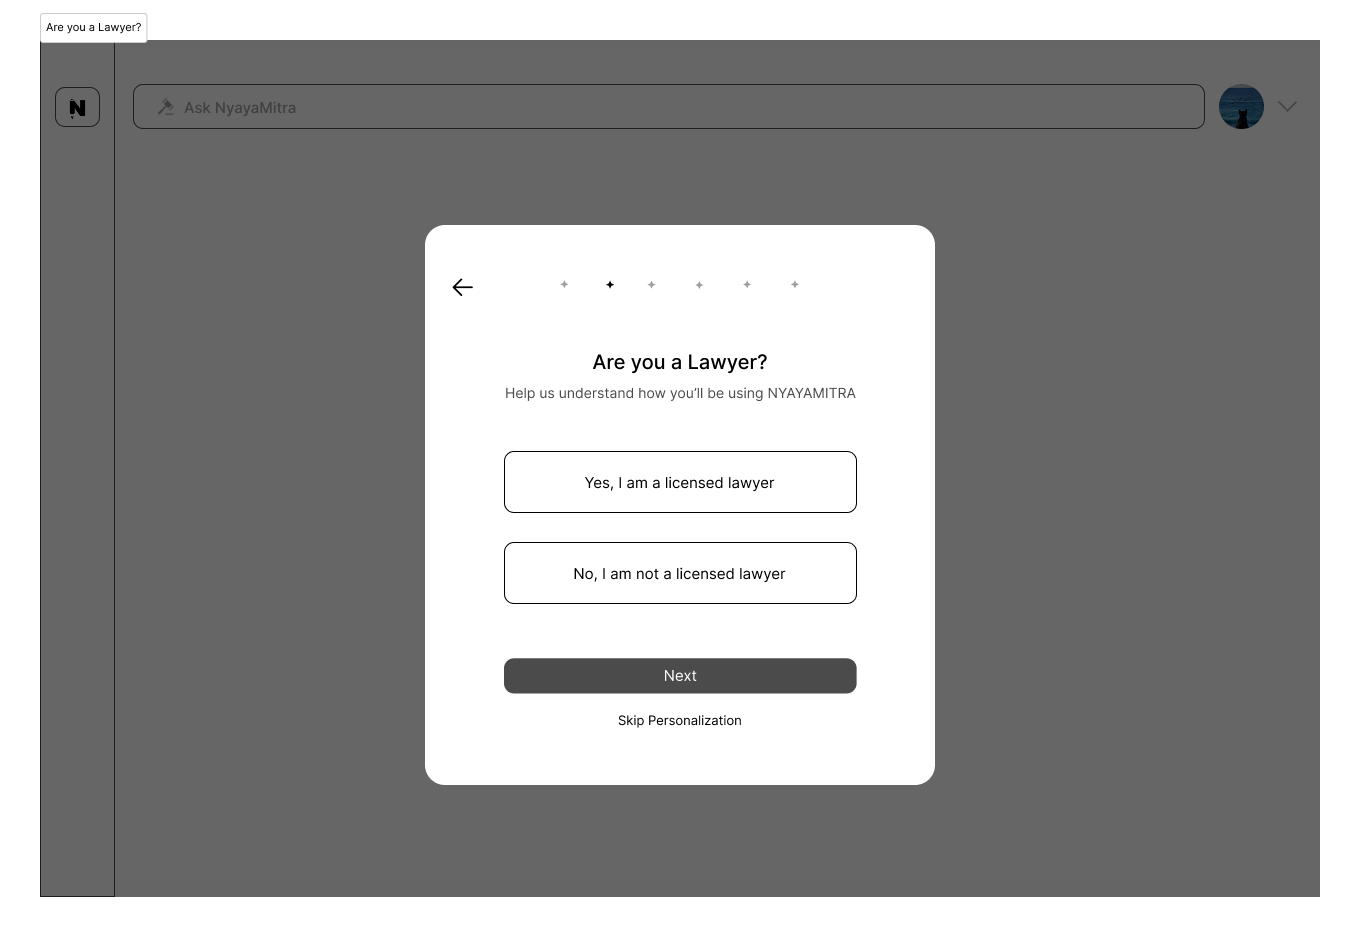 Are you a Lawyer?
N
Ask NyayaMitra
Are you a Lawyer?
Help us understand how you'll be using NYAYAMITRA
Yes, I am a licensed lawyer
No, I am not a licensed lawyer
Next
Skip Personalization